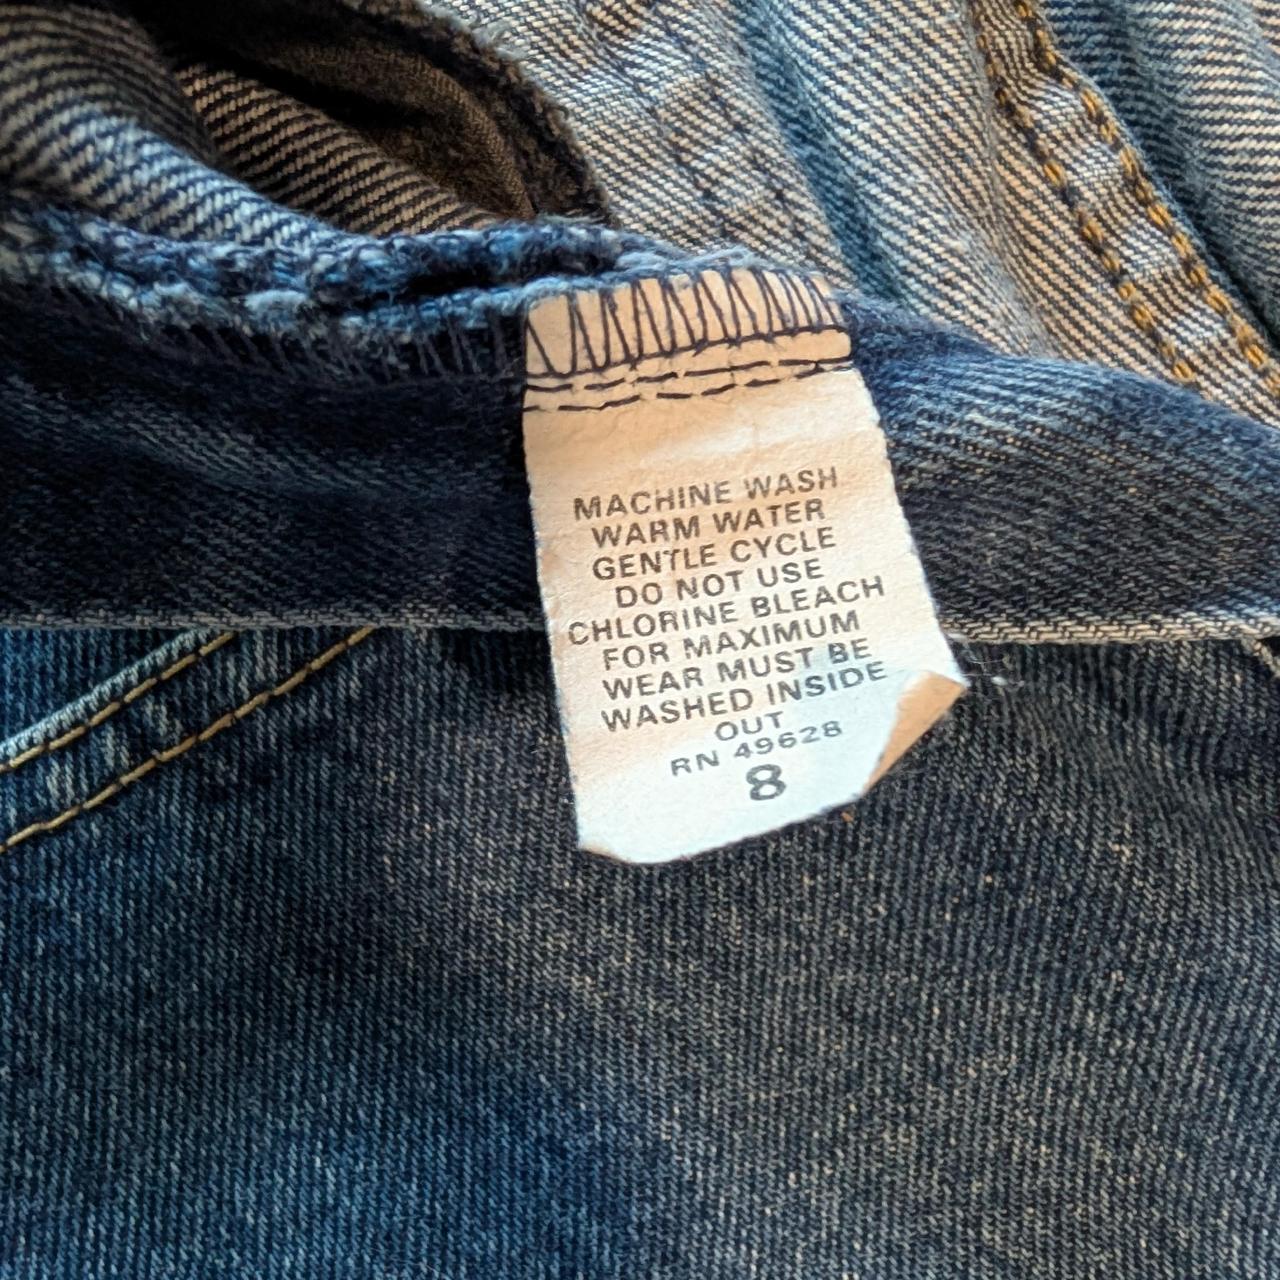 MACHINE WASH
WARM WATER
GENTLE CYCLE
DO NOT USE
CHLORINE BLEACH
FOR MAXIMUM
WEAR MUST BE
WASHED INSIDE
OUT
RN 49628
8